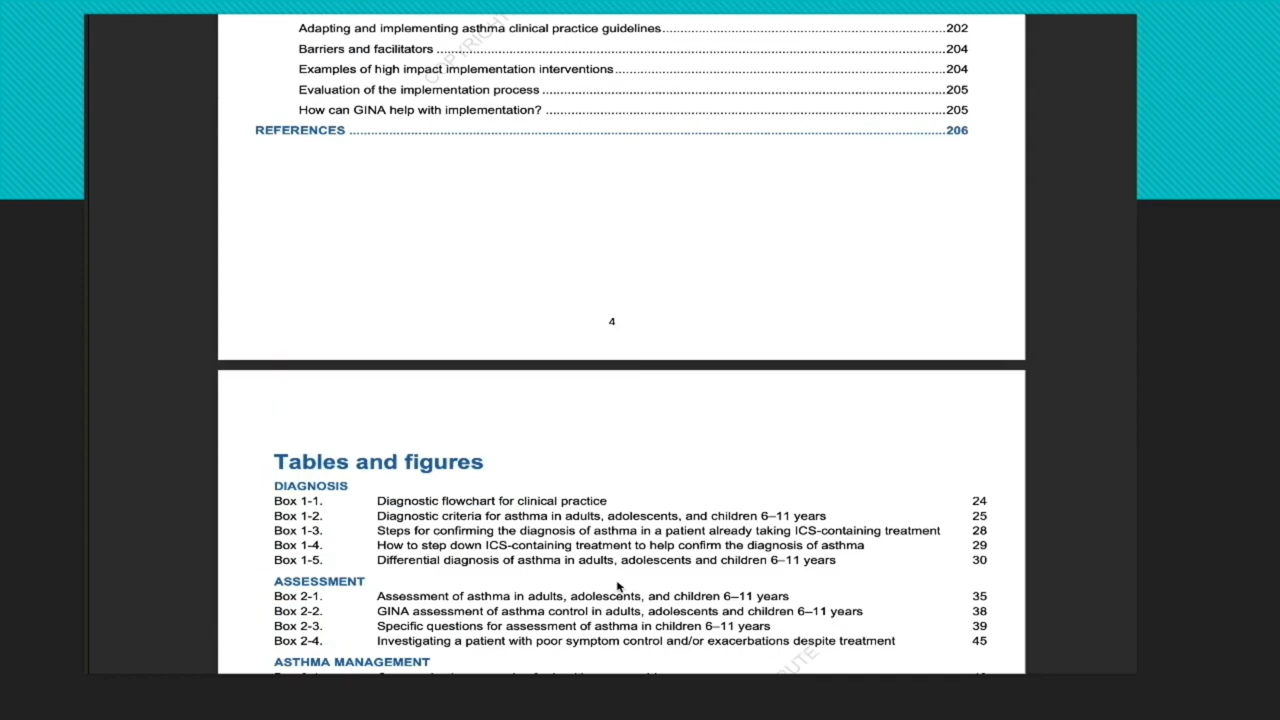 Adapting and implementing asthma clinical practice guidelines.................................................................................202
Barriers and facilitators ..............................................................................................................................................204
Examples of high impact implementation interventions..............................................................................................204
Evaluation of the implementation process ..................................................................................................................205
How can GINA help with implementation? .................................................................................................................205
REFERENCES ..............................................................................................................................................................206
COPYRIGHT
4
Tables and figures
DIAGNOSIS
Box 1-1. Diagnostic flowchart for clinical practice 24
Box 1-2. Diagnostic criteria for asthma in adults, adolescents, and children 6–11 years 25
Box 1-3. Steps for confirming the diagnosis of asthma in a patient already taking ICS-containing treatment 28
Box 1-4. How to step down ICS-containing treatment to help confirm the diagnosis of asthma 29
Box 1-5. Differential diagnosis of asthma in adults, adolescents and children 6–11 years 30
ASSESSMENT
Box 2-1. Assessment of asthma in adults, adolescents, and children 6–11 years 35
Box 2-2. GINA assessment of asthma control in adults, adolescents and children 6–11 years 38
Box 2-3. Specific questions for assessment of asthma in children 6–11 years 39
Box 2-4. Investigating a patient with poor symptom control and/or exacerbations despite treatment 45
ASTHMA MANAGEMENT